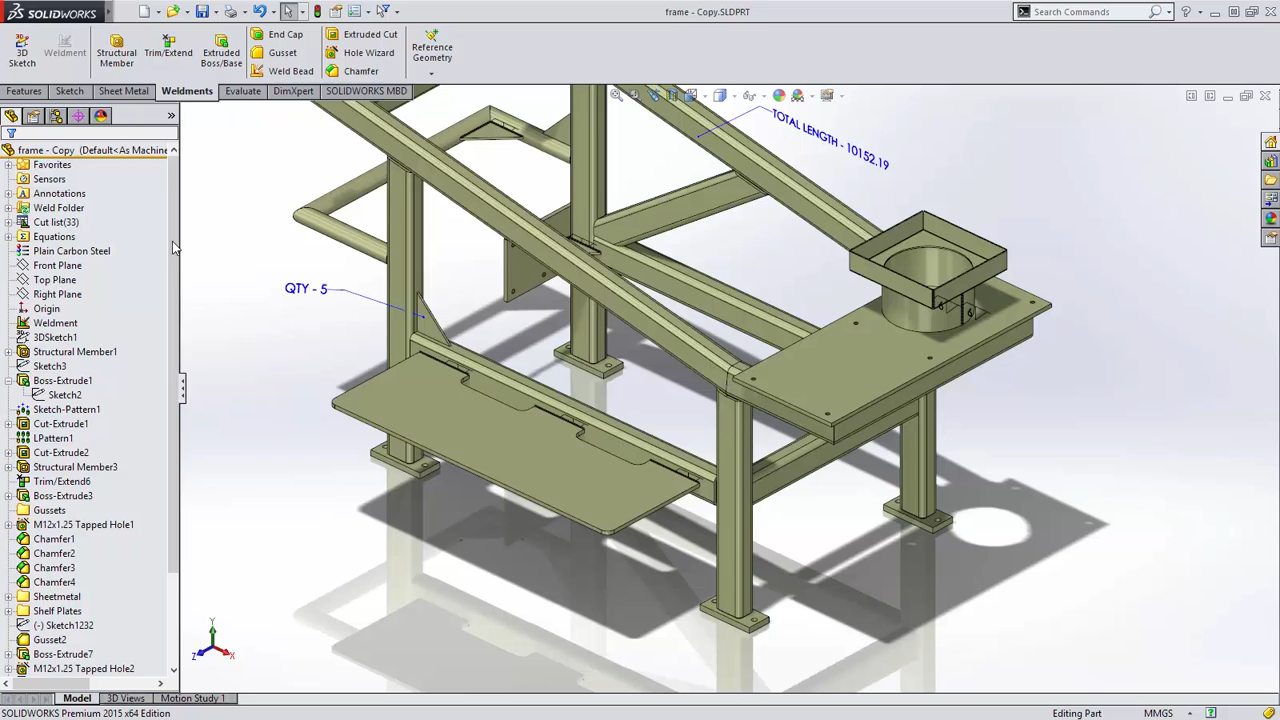 SOLIDWORKS
frame - Copy.SLDPRT
Search Commands
3D Sketch
Weldment
Structural Member
Trim/Extend
Extruded Boss/Base
End Cap
Gusset
Weld Bead
Extruded Cut
Hole Wizard
Chamfer
Reference Geometry
Features
Sketch
Sheet Metal
Weldments
Evaluate
DimXpert
SOLIDWORKS MBD
frame - Copy (Default<As Machine
Favorites
Sensors
Annotations
Weld Folder
Cut list(33)
Equations
Plain Carbon Steel
Front Plane
Top Plane
Right Plane
Origin
Weldment
3DSketch1
Structural Member1
Sketch3
Boss-Extrude1
Sketch2
Sketch-Pattern1
Cut-Extrude1
LPattern1
Cut-Extrude2
Structural Member3
Trim/Extend6
Boss-Extrude3
Gussets
M12x1.25 Tapped Hole1
Chamfer1
Chamfer2
Chamfer3
Chamfer4
Sheetmetal
Shelf Plates
(-) Sketch1232
Gusset2
Boss-Extrude7
M12x1.25 Tapped Hole2
TOTAL LENGTH - 10152.19
QTY - 5
Y
Z
X
Model
3D Views
Motion Study 1
SOLIDWORKS Premium 2015 x64 Edition
Editing Part
MMGS